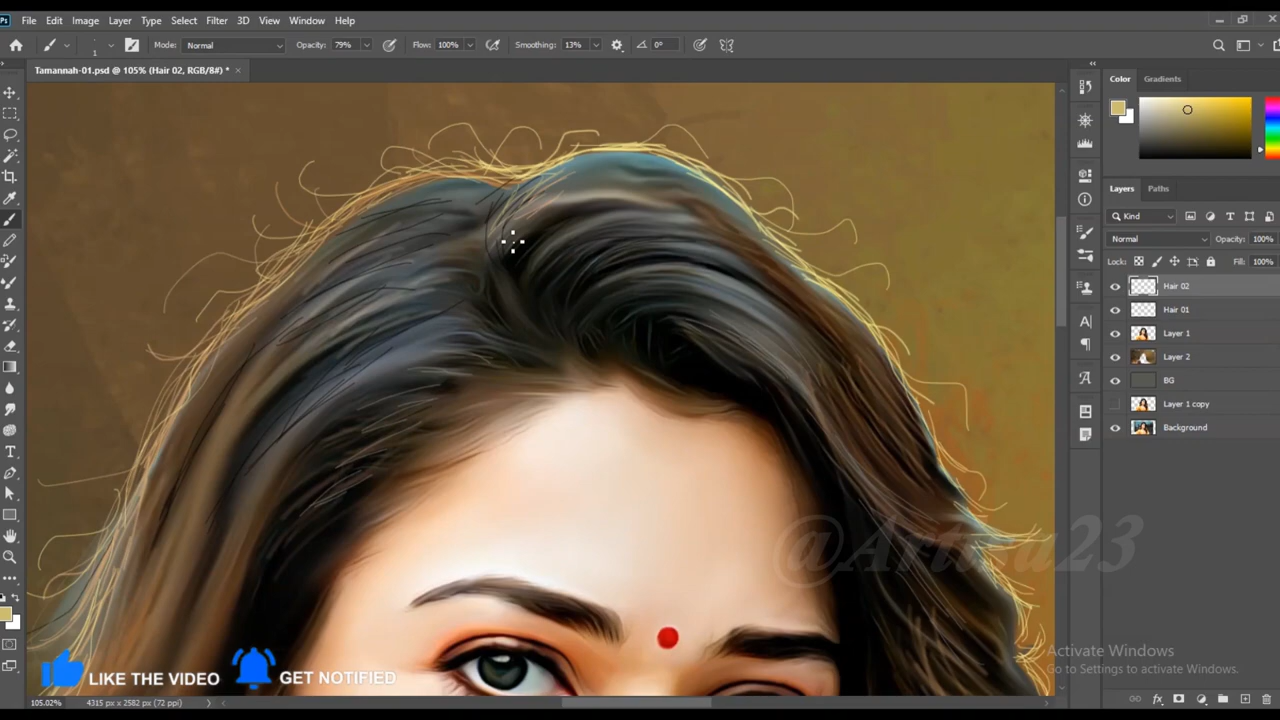 Ps File Edit Image Layer Type Select Filter 3D View Window Help
1 Mode: Normal Opacity: 79% Flow: 100% Smoothing: 13% 0°
Tamannah-01.psd @ 105% (Hair 02, RGB/8#) * ×
Color Gradients
Layers Paths
Kind
Normal Opacity: 100%
Lock: Fill: 100%
Hair 02
Hair 01
Layer 1
Layer 2
BG
Layer 1 copy
Background
Activate Windows
Go to Settings to activate Windows.
LIKE THE VIDEO GET NOTIFIED
105.02% 4315 px x 2582 px (72 ppi)